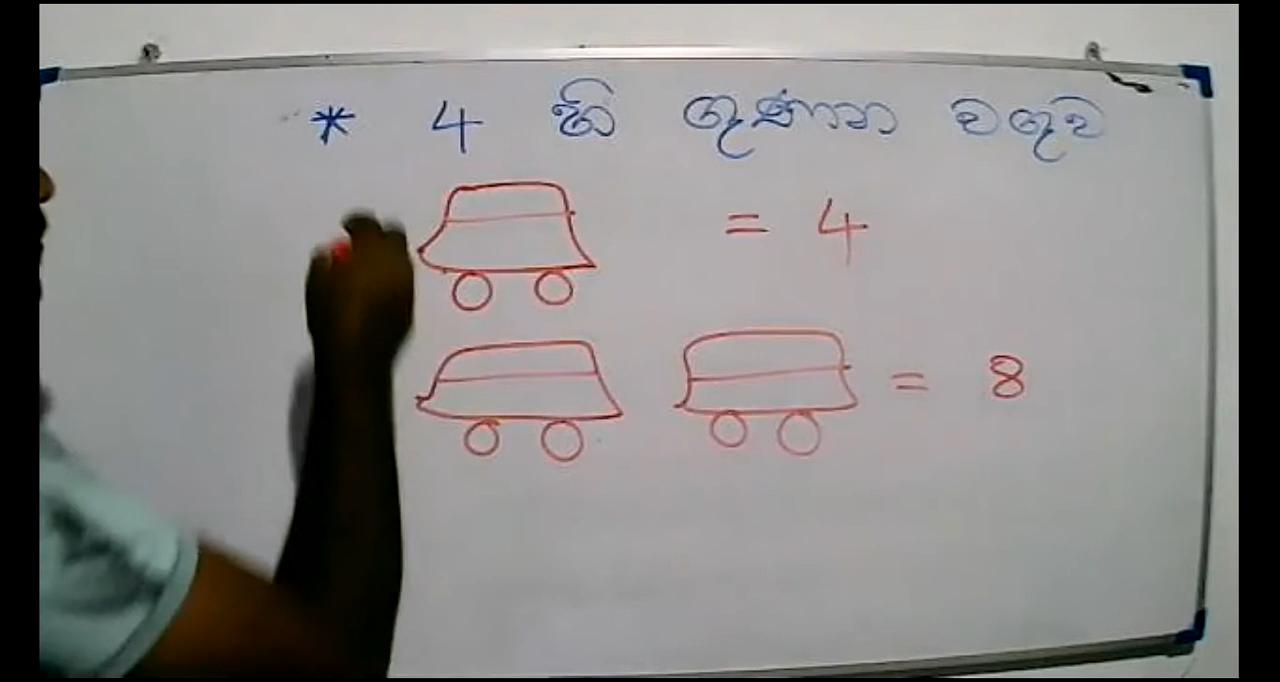 * 4 හි ගුණන වගුව
= 4
= 8